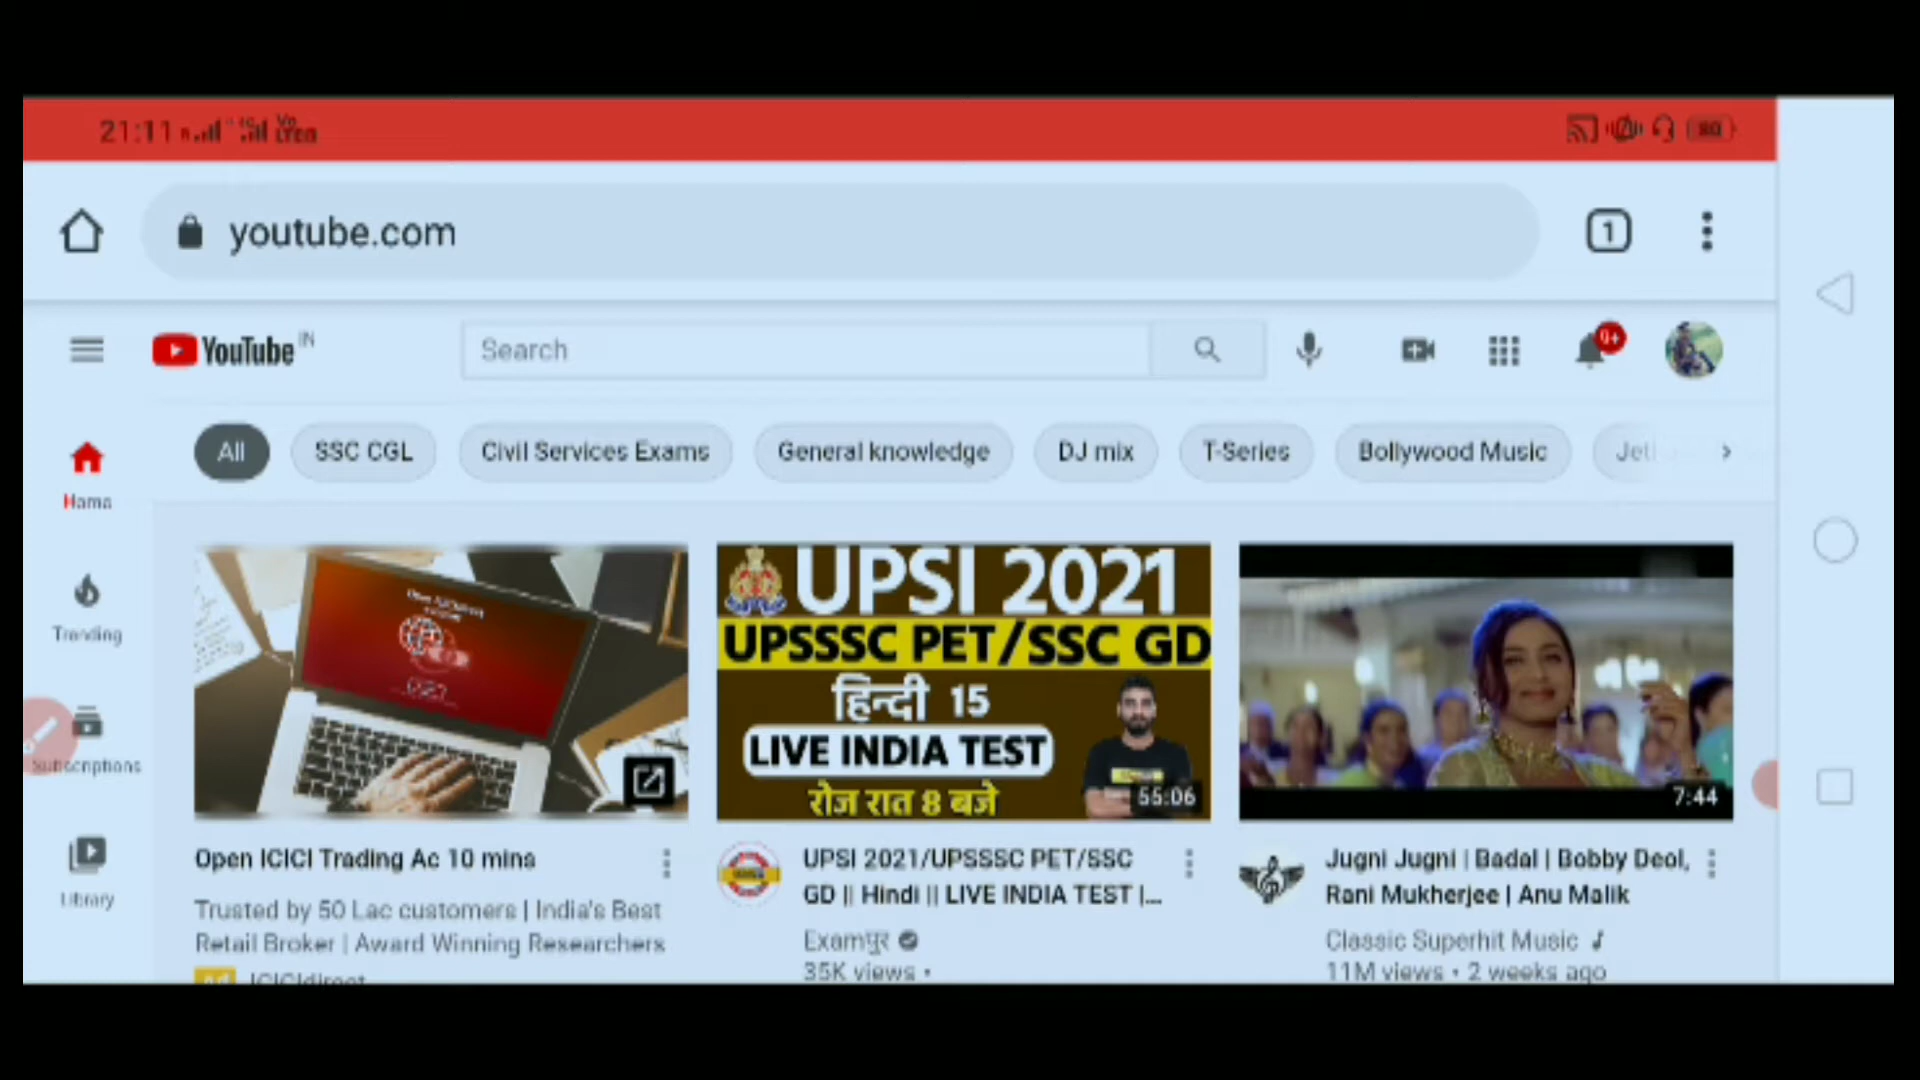 21:11
80
youtube.com
1
YouTube IN
Search
9+
All
SSC CGL
Civil Services Exams
General knowledge
DJ mix
T-Series
Bollywood Music
Home
Trending
Subscriptions
Library
UPSI 2021
UPSSSC PET/SSC GD
हिन्दी 15
LIVE INDIA TEST
रोज रात 8 बजे
55:06
7:44
Open ICICI Trading Ac 10 mins
Trusted by 50 Lac customers | India's Best
Retail Broker | Award Winning Researchers
Ad ICICIdirect
UPSI 2021/UPSSSC PET/SSC
GD || Hindi || LIVE INDIA TEST |...
Examपुर
35K views •
Jugni Jugni | Badal | Bobby Deol,
Rani Mukherjee | Anu Malik
Classic Superhit Music
11M views • 2 weeks ago